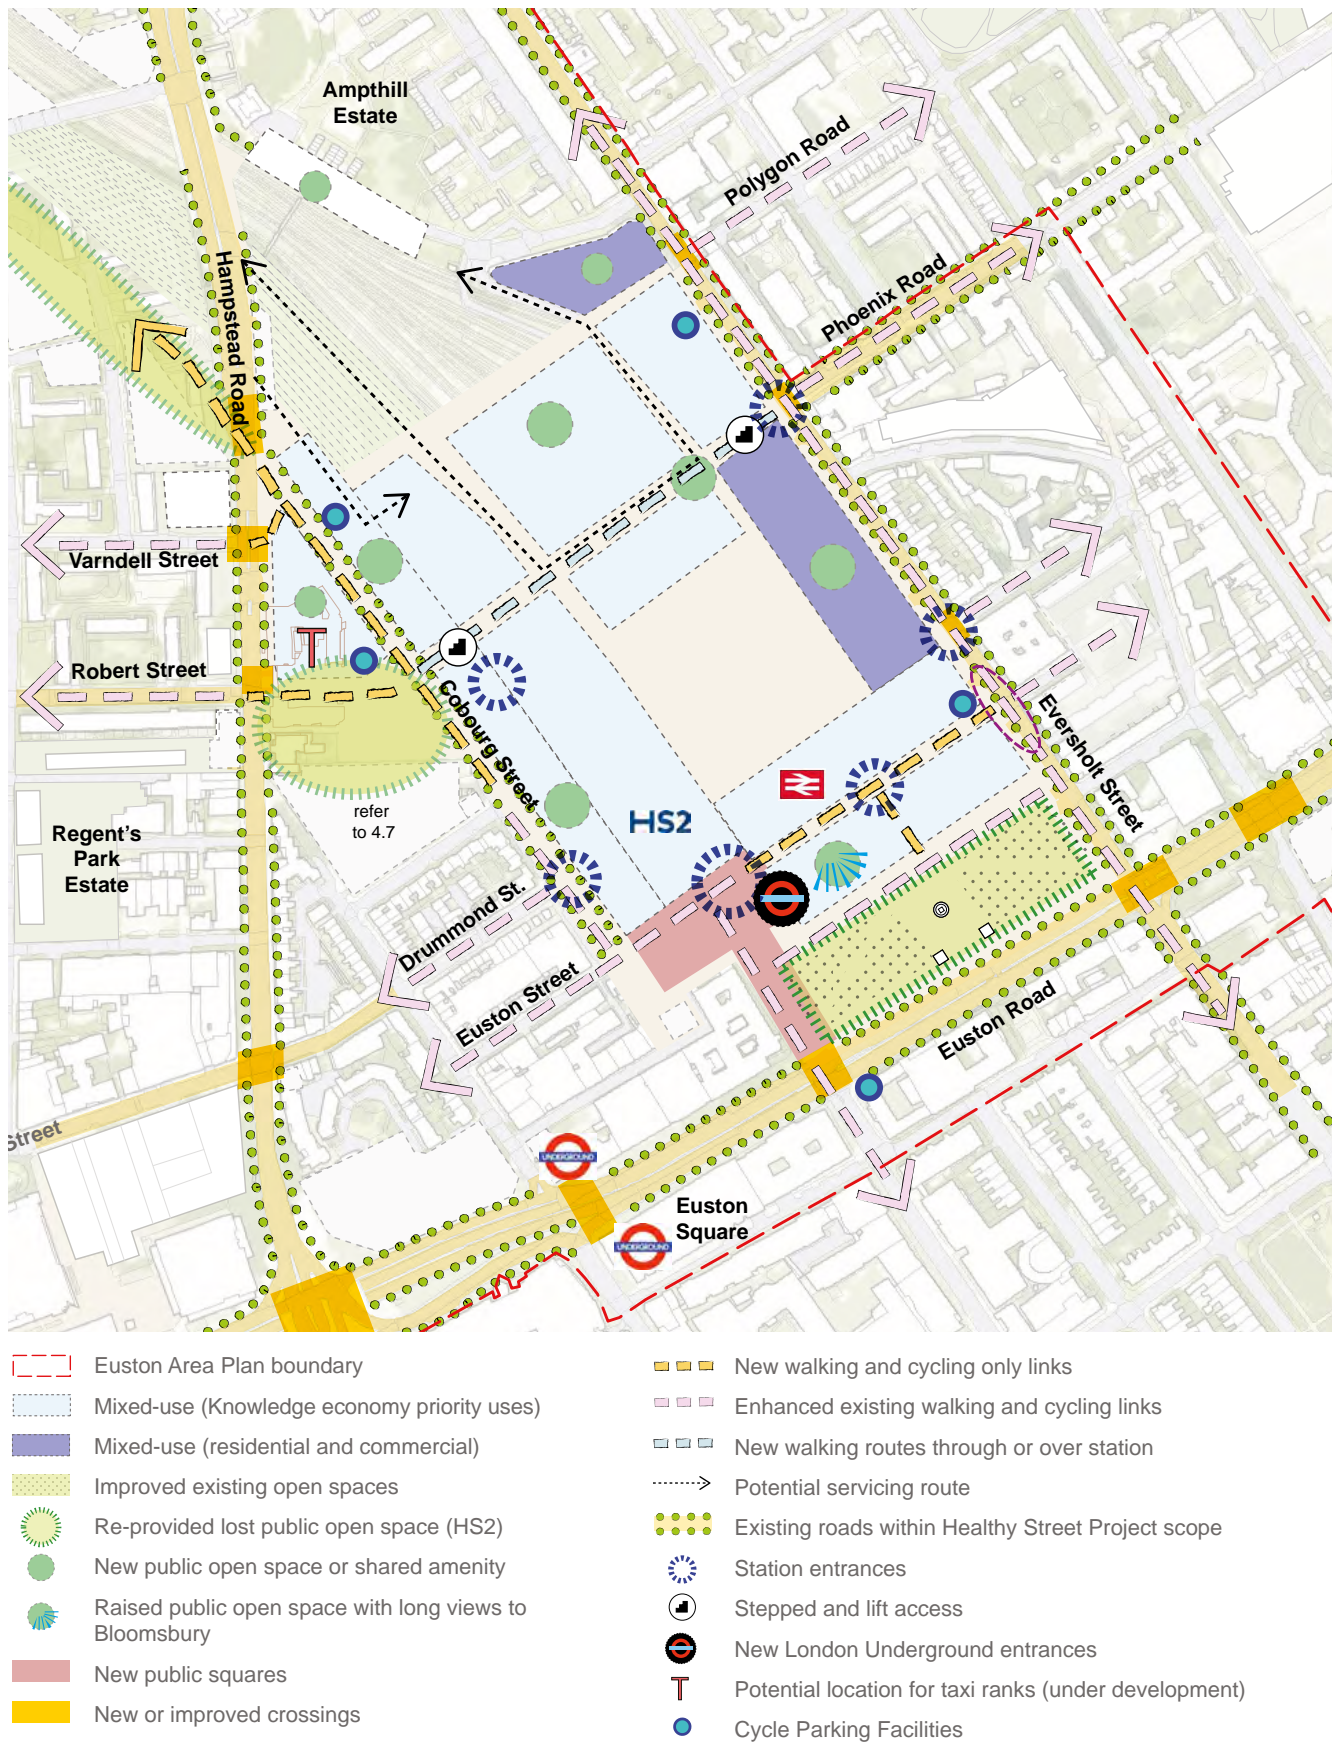 Ampthill
Estate
Polygon Road
Phoenix Road
Hampstead Road
Varndell Street
Robert Street
Cobourg Street
Eversholt Street
refer
to 4.7
HS2
Regent's
Park
Estate
Drummond St.
Euston Street
Euston Road
Street
UNDERGROUND
Euston
Square
UNDERGROUND
T
Euston Area Plan boundary
Mixed-use (Knowledge economy priority uses)
Mixed-use (residential and commercial)
Improved existing open spaces
Re-provided lost public open space (HS2)
New public open space or shared amenity
Raised public open space with long views to
Bloomsbury
New public squares
New or improved crossings
New walking and cycling only links
Enhanced existing walking and cycling links
New walking routes through or over station
Potential servicing route
Existing roads within Healthy Street Project scope
Station entrances
Stepped and lift access
New London Underground entrances
T
Potential location for taxi ranks (under development)
Cycle Parking Facilities